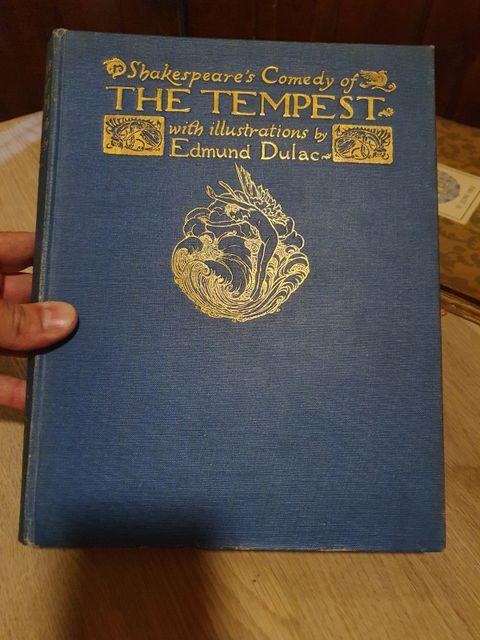 Shakespeare's Comedy of
THE TEMPEST
with illustrations by
Edmund Dulac